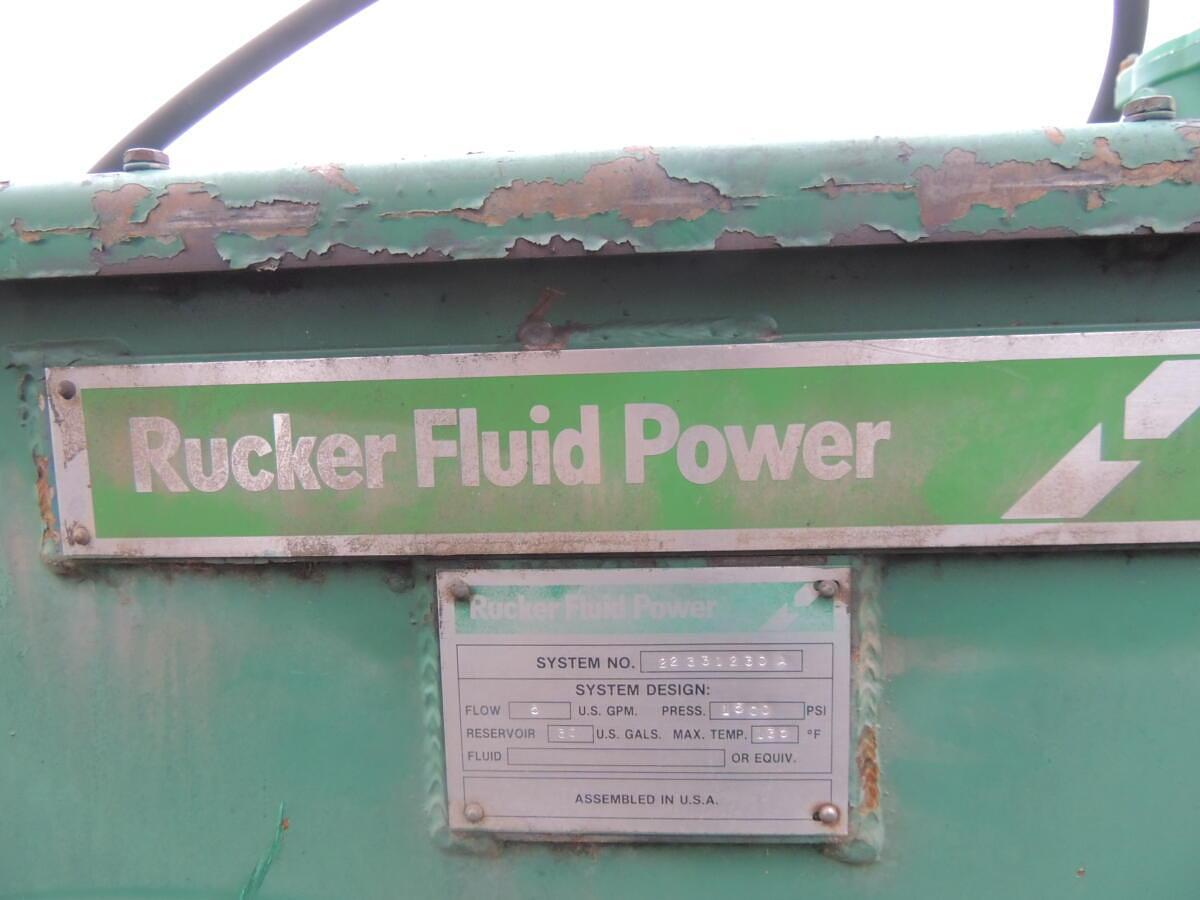 Rucker Fluid Power
Rucker Fluid Power
SYSTEM NO. 22331230 A
SYSTEM DESIGN:
FLOW U.S. GPM. PRESS. PSI
RESERVOIR U.S. GALS. MAX. TEMP. °F
FLUID OR EQUIV.
ASSEMBLED IN U.S.A.